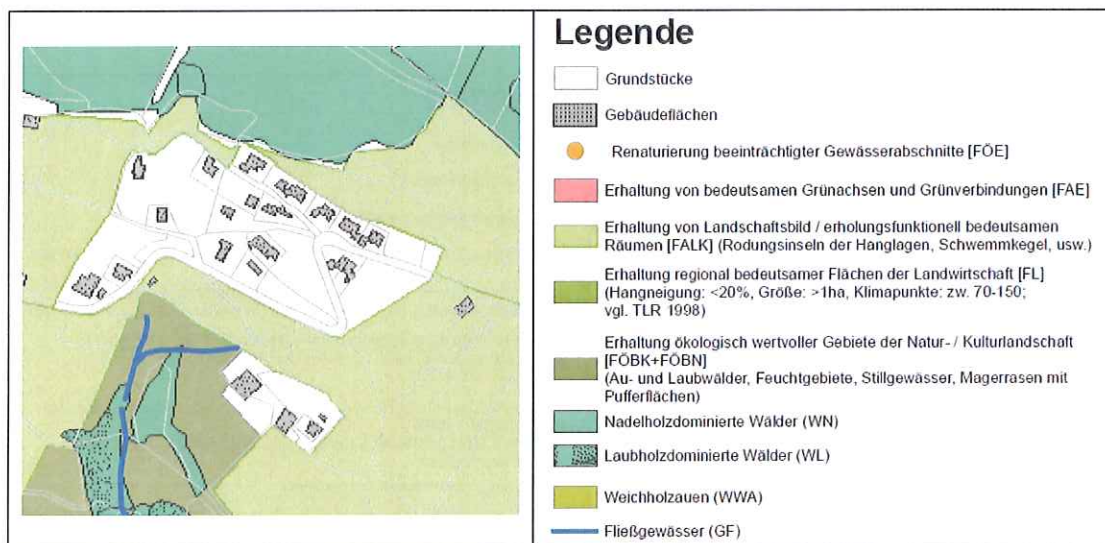 Legende
Grundstücke
Gebäudeflächen
Renaturierung beeinträchtigter Gewässerabschnitte [FÖE]
Erhaltung von bedeutsamen Grünachsen und Grünverbindungen [FAE]
Erhaltung von Landschaftsbild / erholungsfunktionell bedeutsamen
Räumen [FALK] (Rodungsinseln der Hanglagen, Schwemmkegel, usw.)
Erhaltung regional bedeutsamer Flächen der Landwirtschaft [FL]
(Hangneigung: <20%, Größe: >1ha, Klimapunkte: zw. 70-150;
vgl. TLR 1998)
Erhaltung ökologisch wertvoller Gebiete der Natur- / Kulturlandschaft
[FÖBK+FÖBN]
(Au- und Laubwälder, Feuchtgebiete, Stillgewässer, Magerrasen mit
Pufferflächen)
Nadelholzdominierte Wälder (WN)
Laubholzdominierte Wälder (WL)
Weichholzauen (WWA)
Fließgewässer (GF)